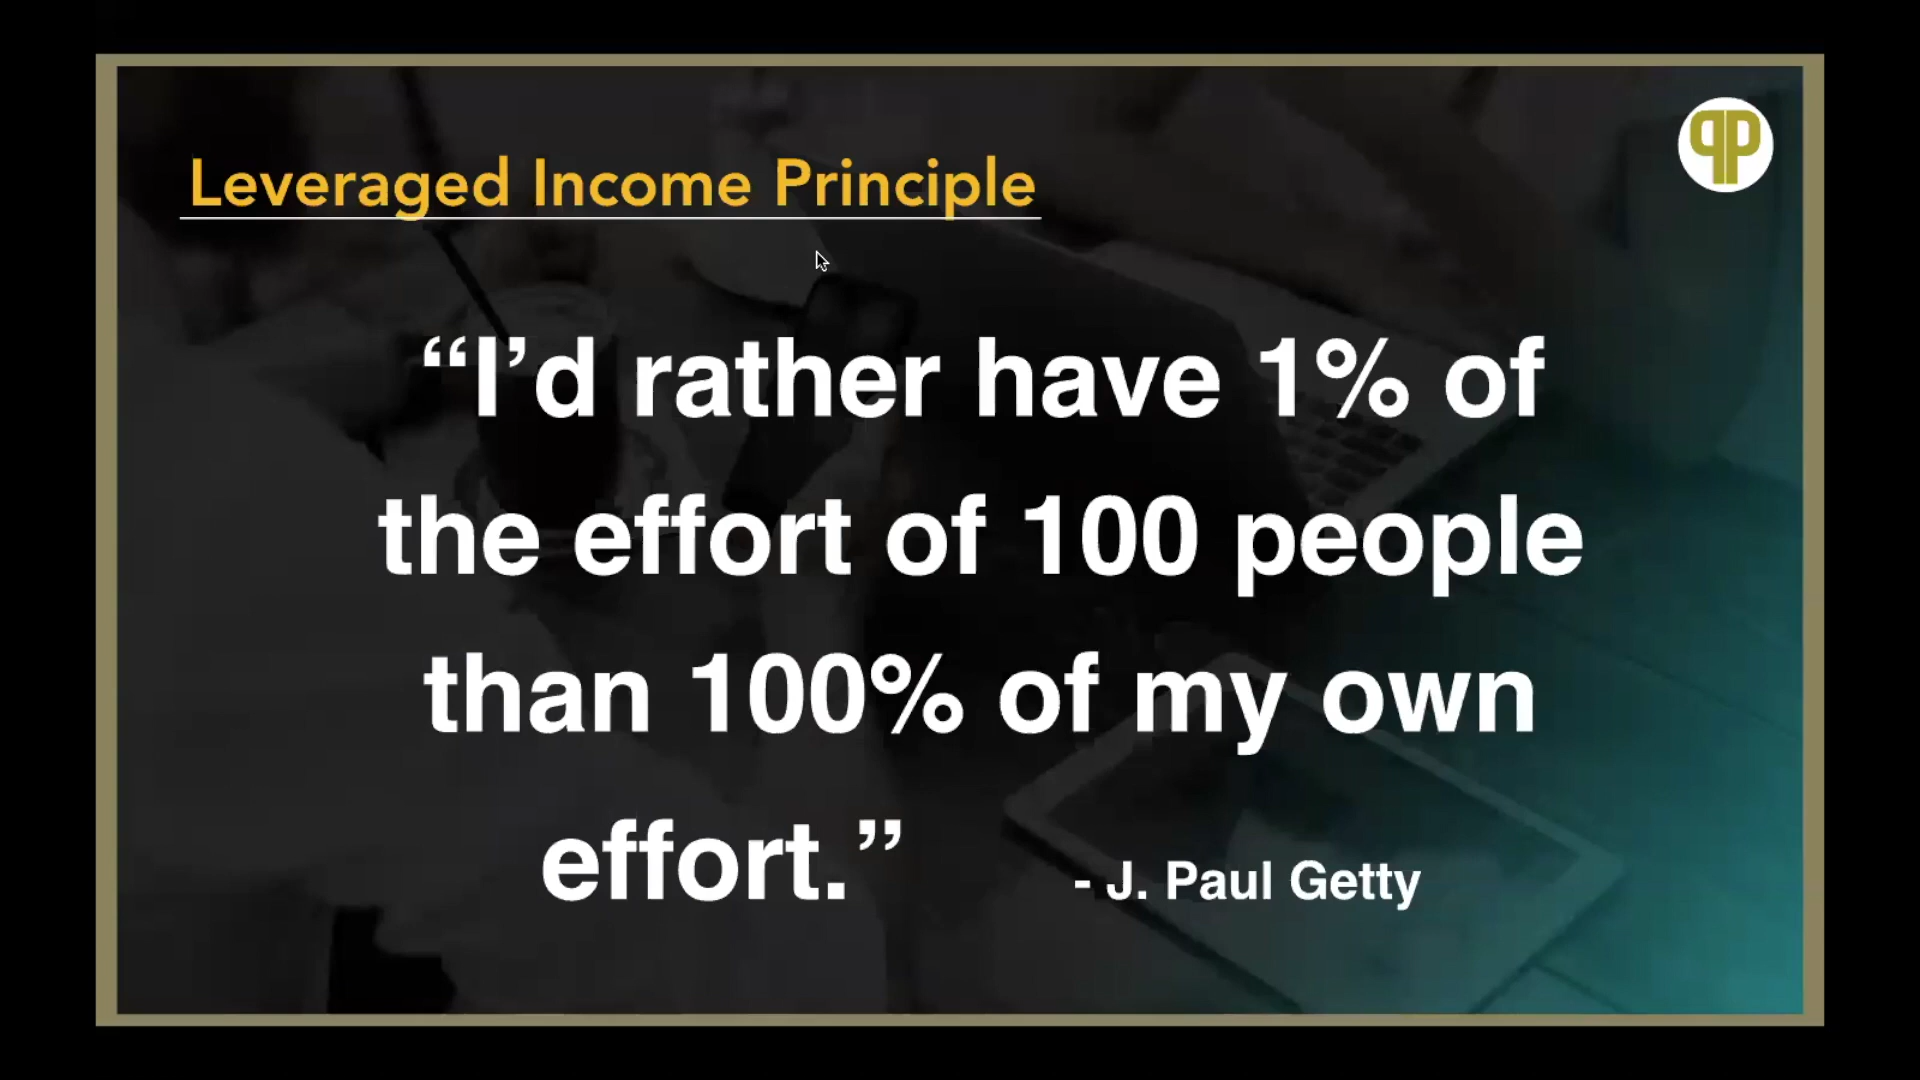 Leveraged Income Principle
“I’d rather have 1% of
the effort of 100 people
than 100% of my own
effort.” - J. Paul Getty